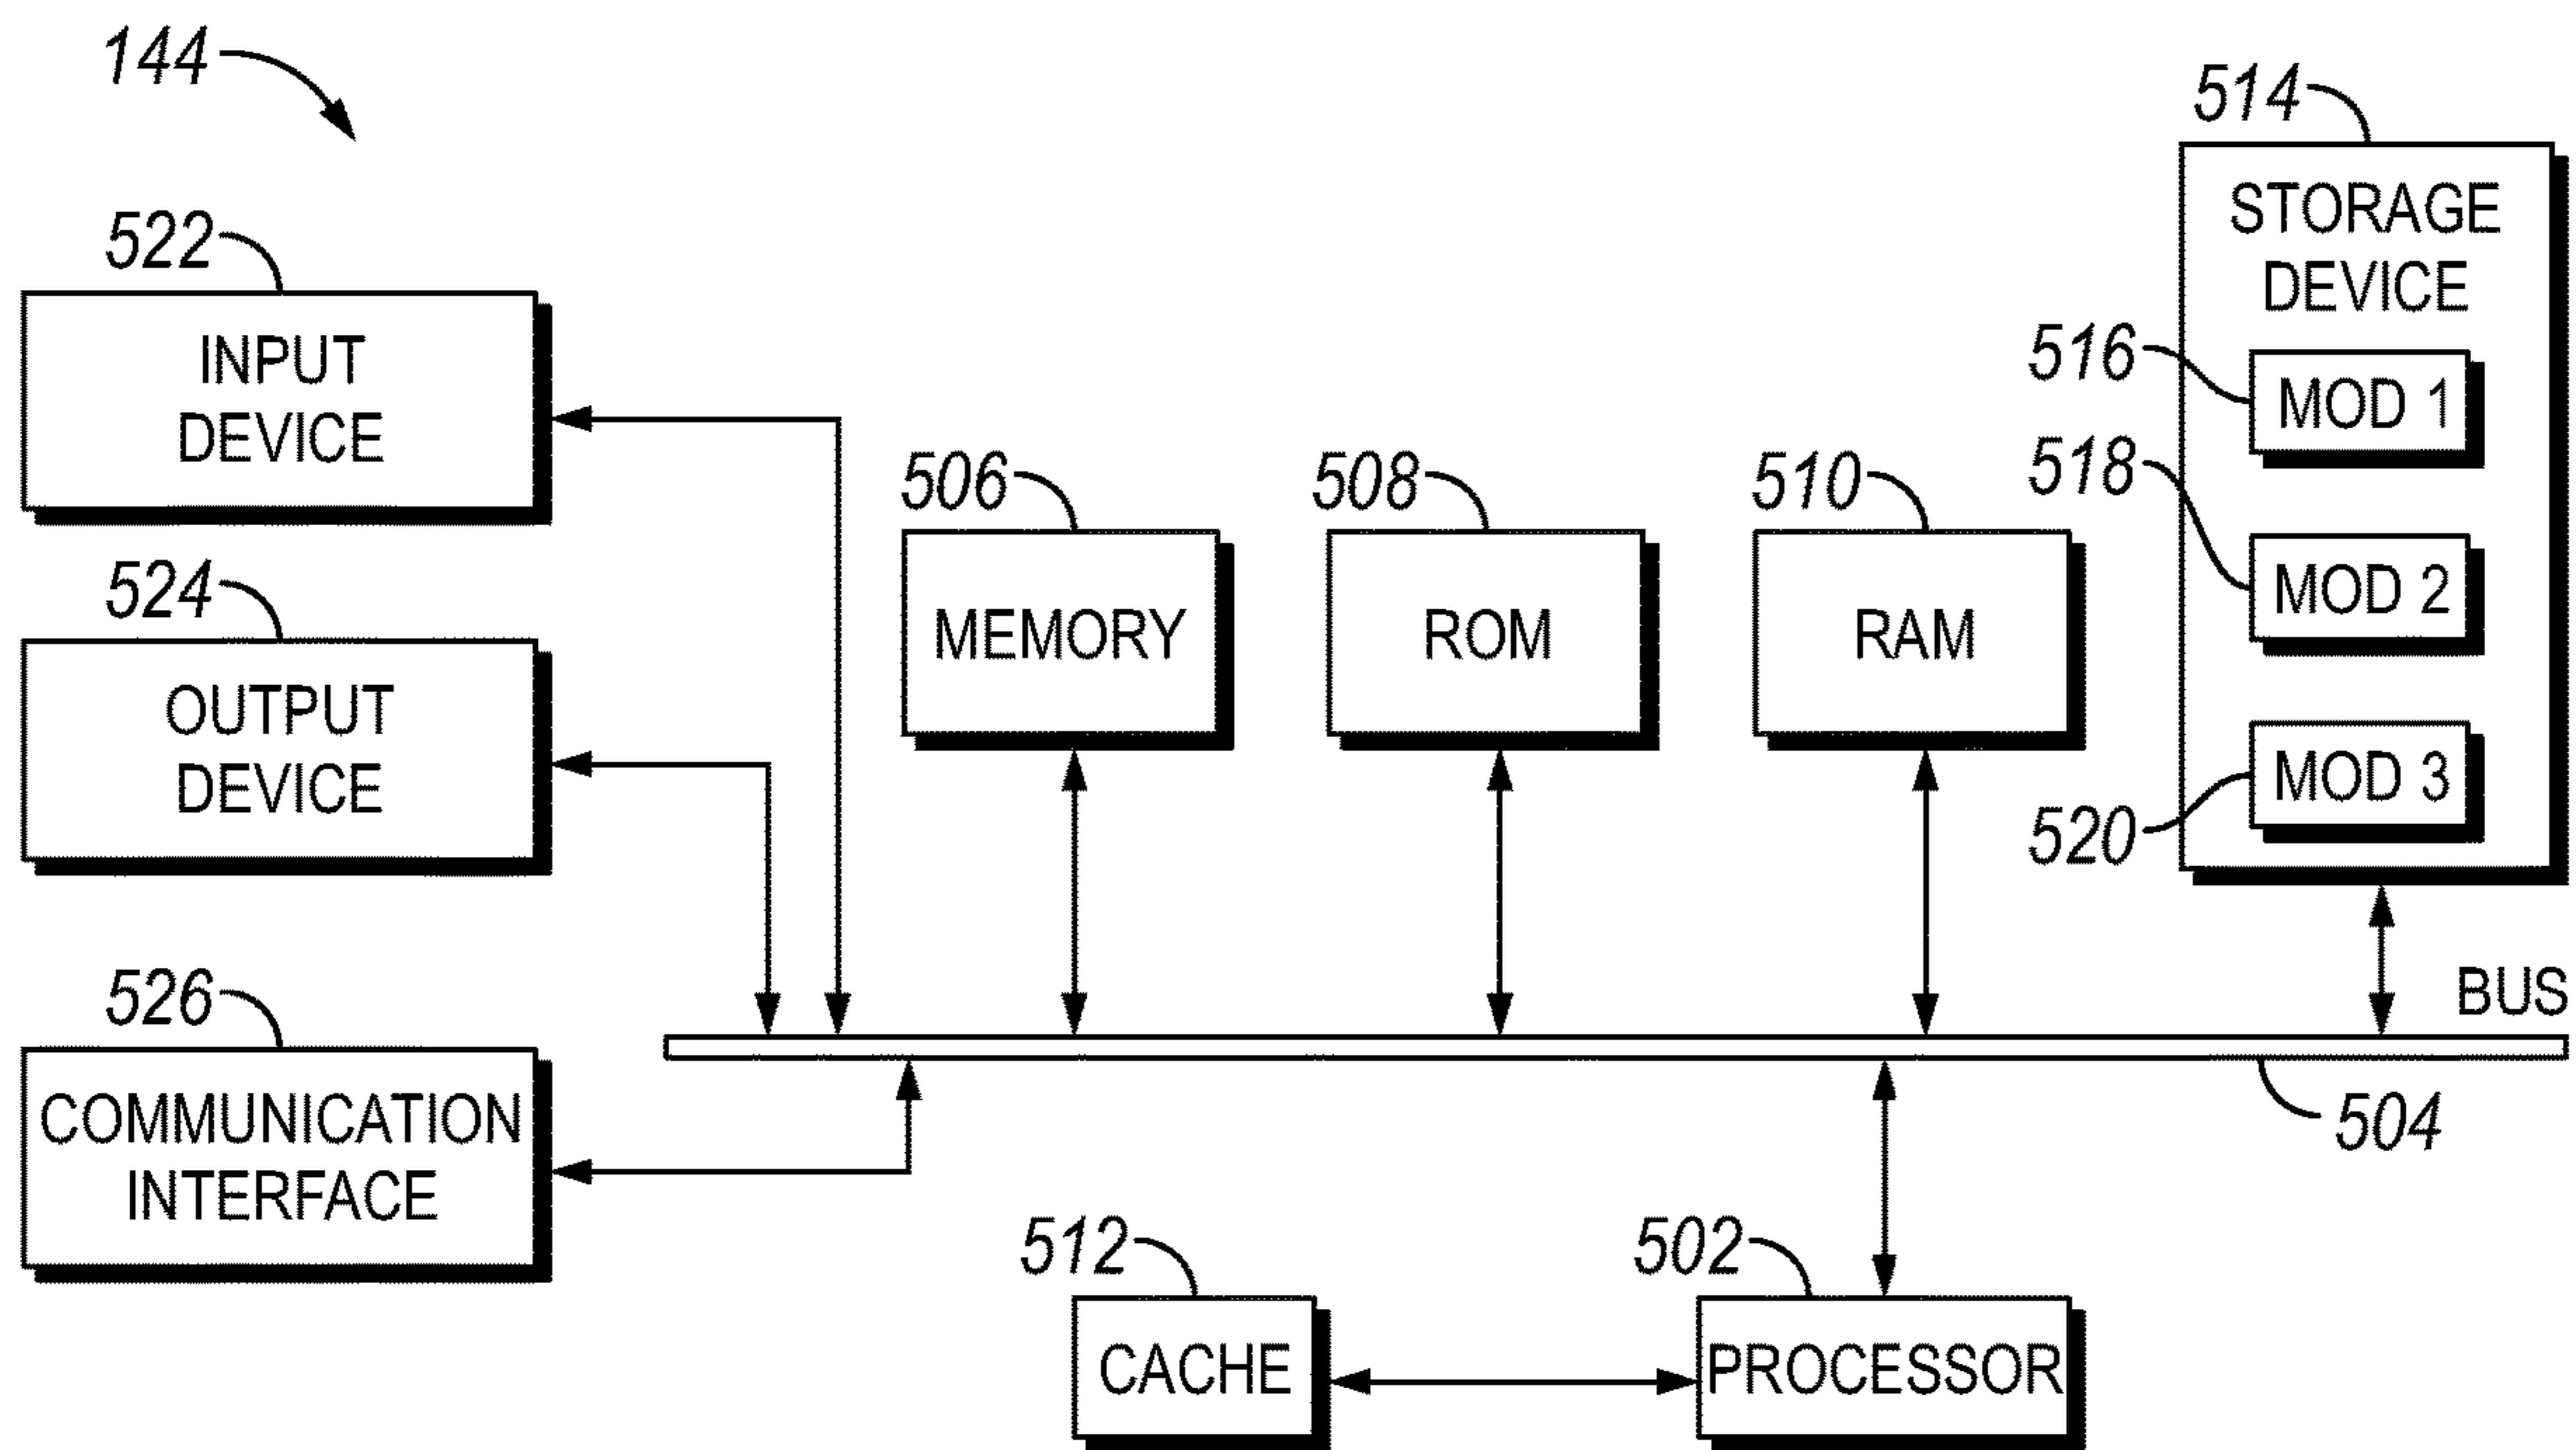 144
514
STORAGE
DEVICE
522
INPUT
DEVICE
516
MOD 1
518
506
508
510
MOD 2
524
MEMORY
ROM
RAM
OUTPUT
DEVICE
MOD 3
520
526
BUS
COMMUNICATION
INTERFACE
504
512
502
CACHE
PROCESSOR